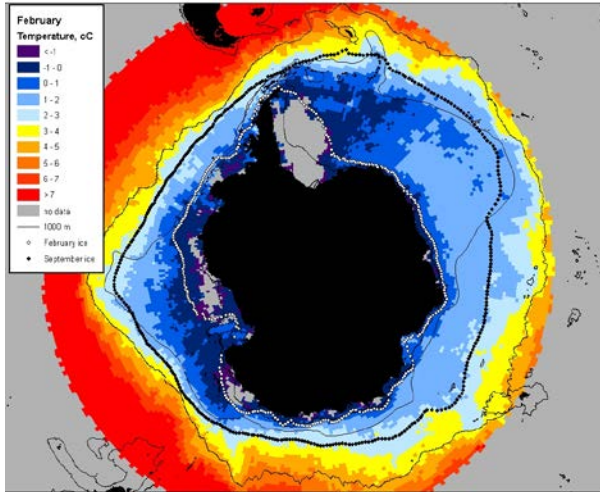 February
Temperature, cC
< -1
-1 - 0
0 - 1
1 - 2
2 - 3
3 - 4
4 - 5
5 - 6
6 - 7
>7
no data
1000 m
February ice
September ice